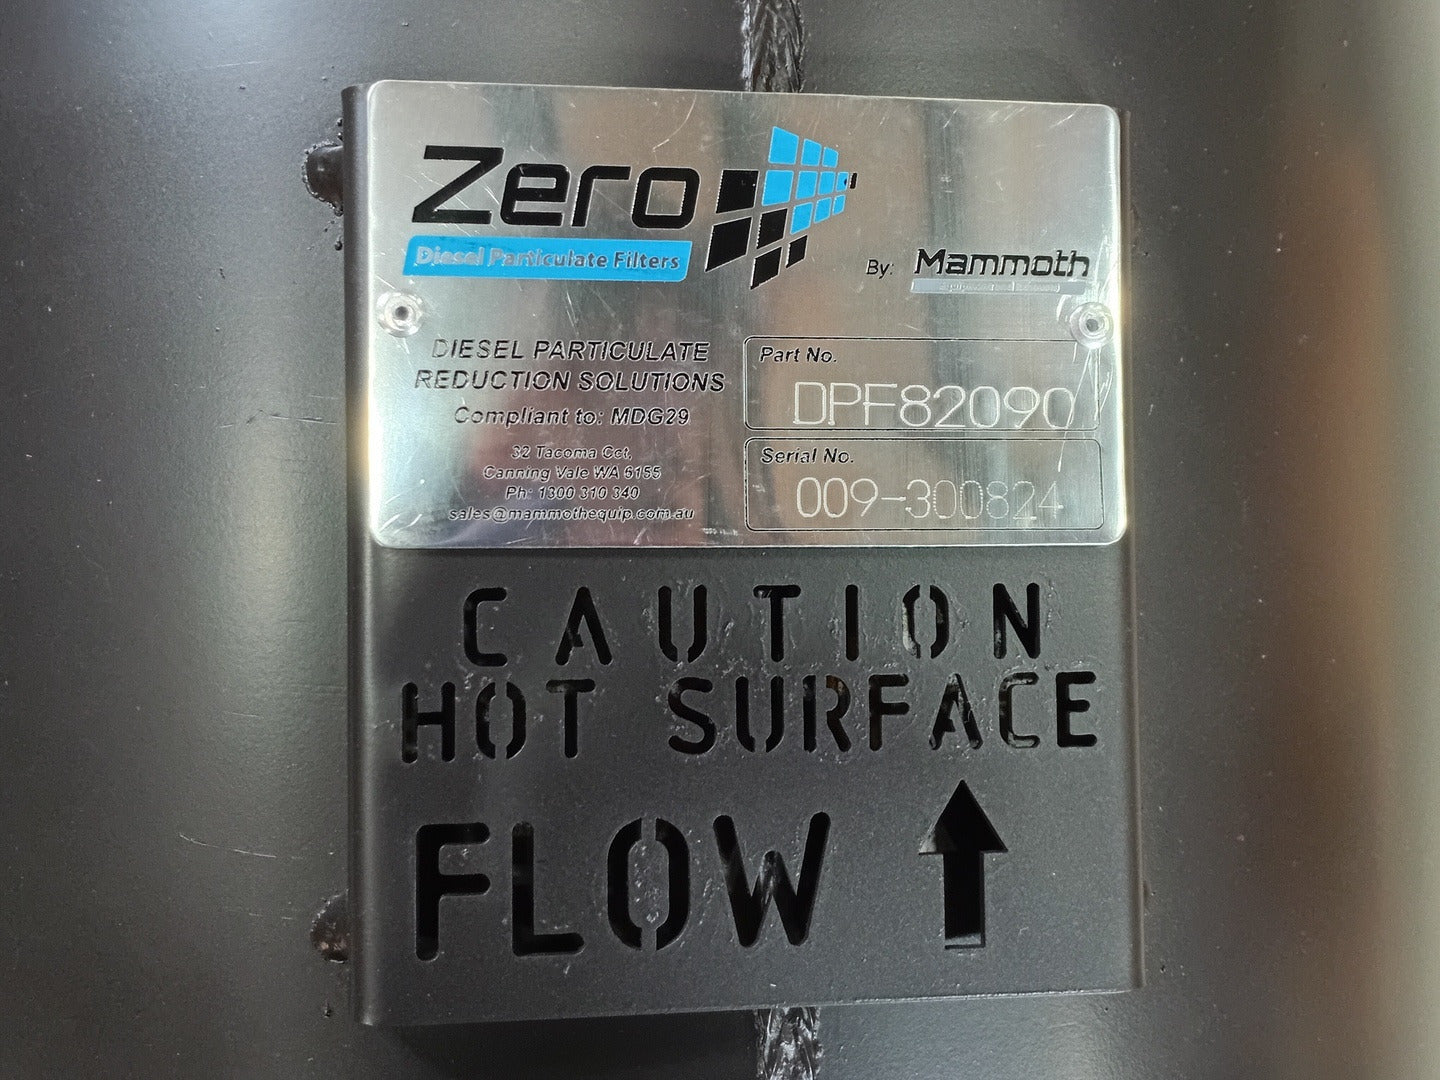 Zero
Diesel Particulate Filters
By: Mammoth
DIESEL PARTICULATE
REDUCTION SOLUTIONS
Compliant to: MDG29
32 Tacoma Cct,
Canning Vale WA 6155
Ph: 1300 310 340
sales@mammothequip.com.au
Part No.
DPF82090
Serial No.
009-300824
CAUTION
HOT SURFACE
FLOW